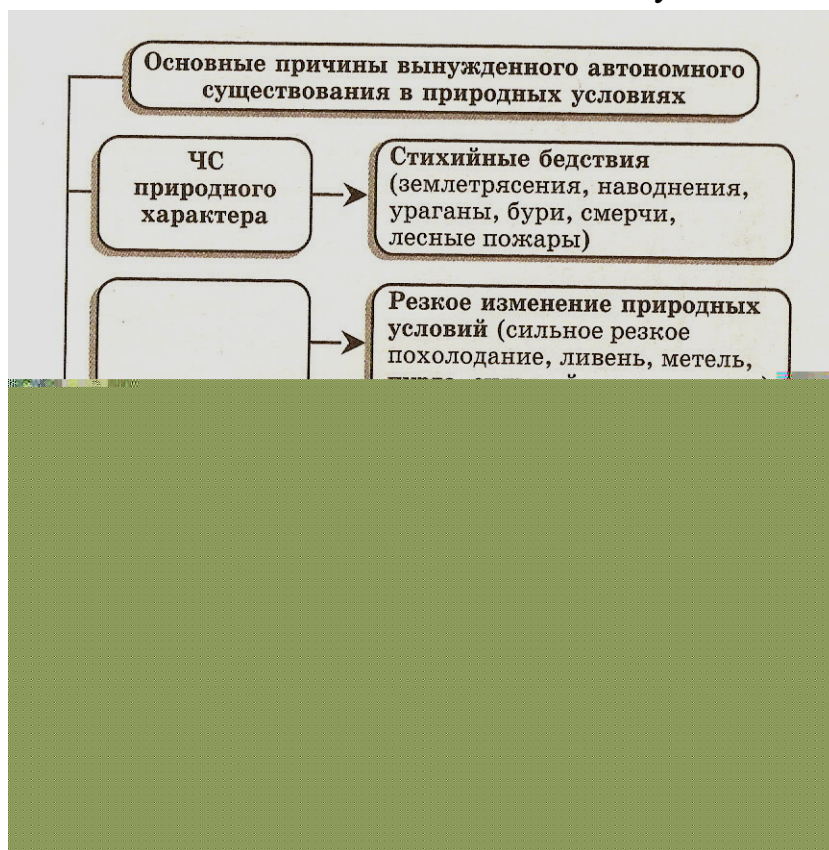 Основные причины вынужденного автономного
существования в природных условиях
ЧС
природного
характера
Стихийные бедствия
(землетрясения, наводнения,
ураганы, бури, смерчи,
лесные пожары)
Резкое изменение природных
условий (сильное резкое
похолодание, ливень, метель,